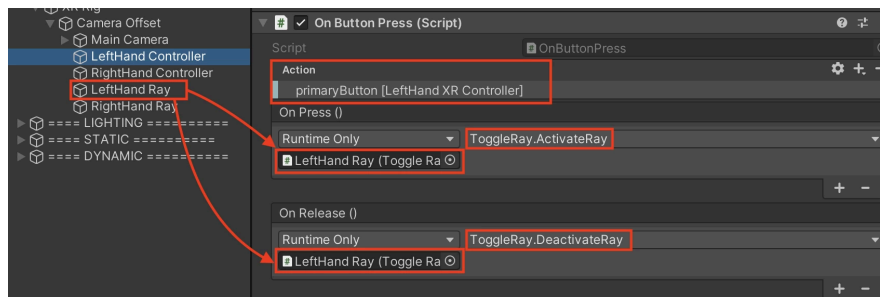 XR Rig
Camera Offset
Main Camera
LeftHand Controller
RightHand Controller
LeftHand Ray
RightHand Ray
==== LIGHTING ==========
==== STATIC ==========
==== DYNAMIC ==========
# On Button Press (Script)
Script
# OnButtonPress
Action
primaryButton [LeftHand XR Controller]
On Press ()
Runtime Only
ToggleRay.ActivateRay
# LeftHand Ray (Toggle Ra
+ -
On Release ()
Runtime Only
ToggleRay.DeactivateRay
# LeftHand Ray (Toggle Ra
+ -